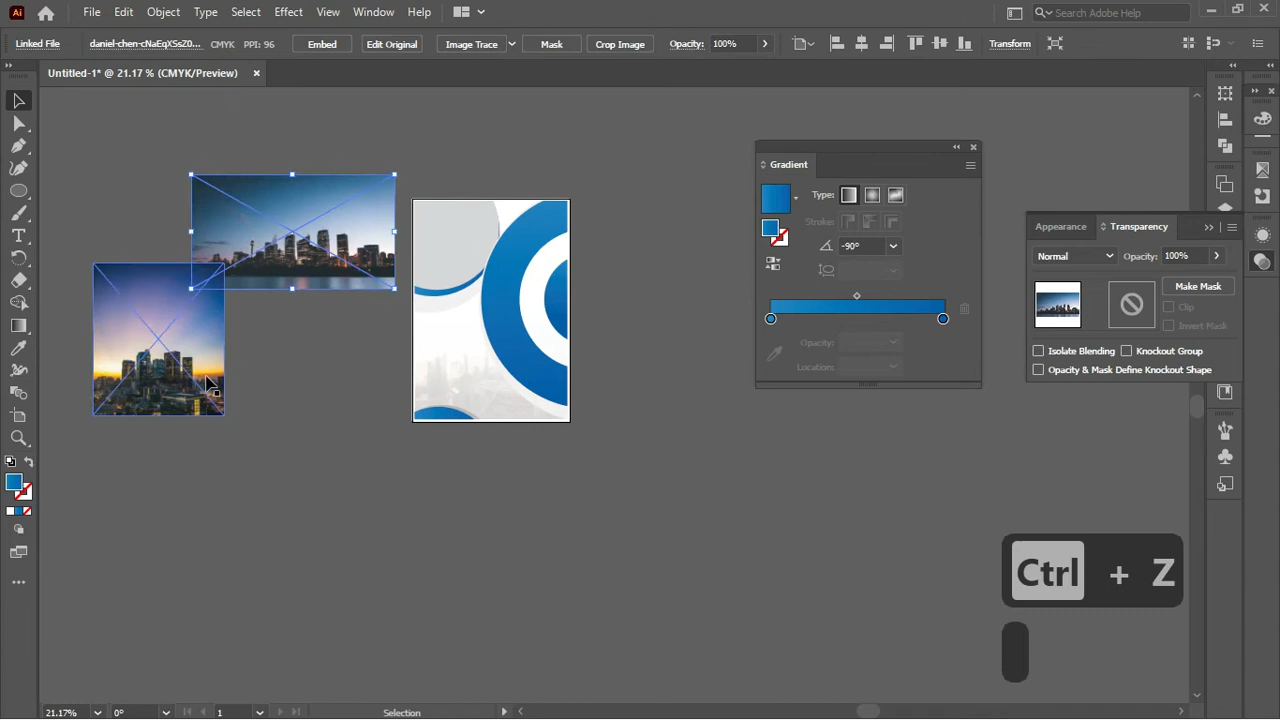 Ai
File Edit Object Type Select Effect View Window Help
Search Adobe Help
Linked File daniel-chen-cNaEqXSsZ0... CMYK PPI: 96 Embed Edit Original Image Trace Mask Crop Image Opacity: 100% Transform
Untitled-1* @ 21.17 % (CMYK/Preview)
Gradient
Type:
Stroke:
-90°
Opacity:
Location:
Appearance Transparency
Normal Opacity: 100%
Make Mask
Clip
Invert Mask
Isolate Blending Knockout Group
Opacity & Mask Define Knockout Shape
T
Ctrl + Z
21.17% 0° 1 Selection